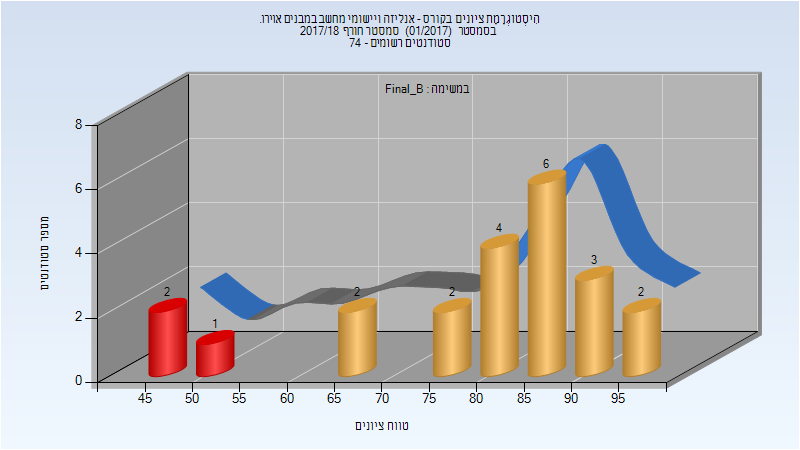 היסטוגרמת ציונים בקורס - אנליזה ויישומי מחשב במבנים אוירו.
בסמסטר (01/2017) סמסטר חורף 2017/18
סטודנטים רשומים - 74
במשימה : Final_B
8
6
4
2
0
מספר סטודנטים
2
1
2
2
4
6
3
2
45 50 55 60 65 70 75 80 85 90 95
טווח ציונים